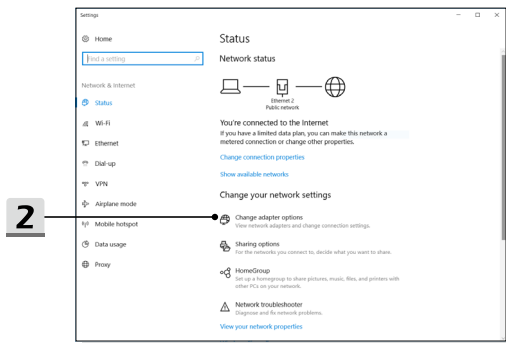 Settings
Home
Find a setting
Network & Internet
Status
Wi-Fi
Ethernet
Dial-up
VPN
Airplane mode
Mobile hotspot
Data usage
Proxy
2
Status
Network status
Ethernet 2
Public network
You're connected to the Internet
If you have a limited data plan, you can make this network a
metered connection or change other properties.
Change connection properties
Show available networks
Change your network settings
Change adapter options
View network adapters and change connection settings.
Sharing options
For the networks you connect to, decide what you want to share.
HomeGroup
Set up a homegroup to share pictures, music, files, and printers with
other PCs on your network.
Network troubleshooter
Diagnose and fix network problems.
View your network properties